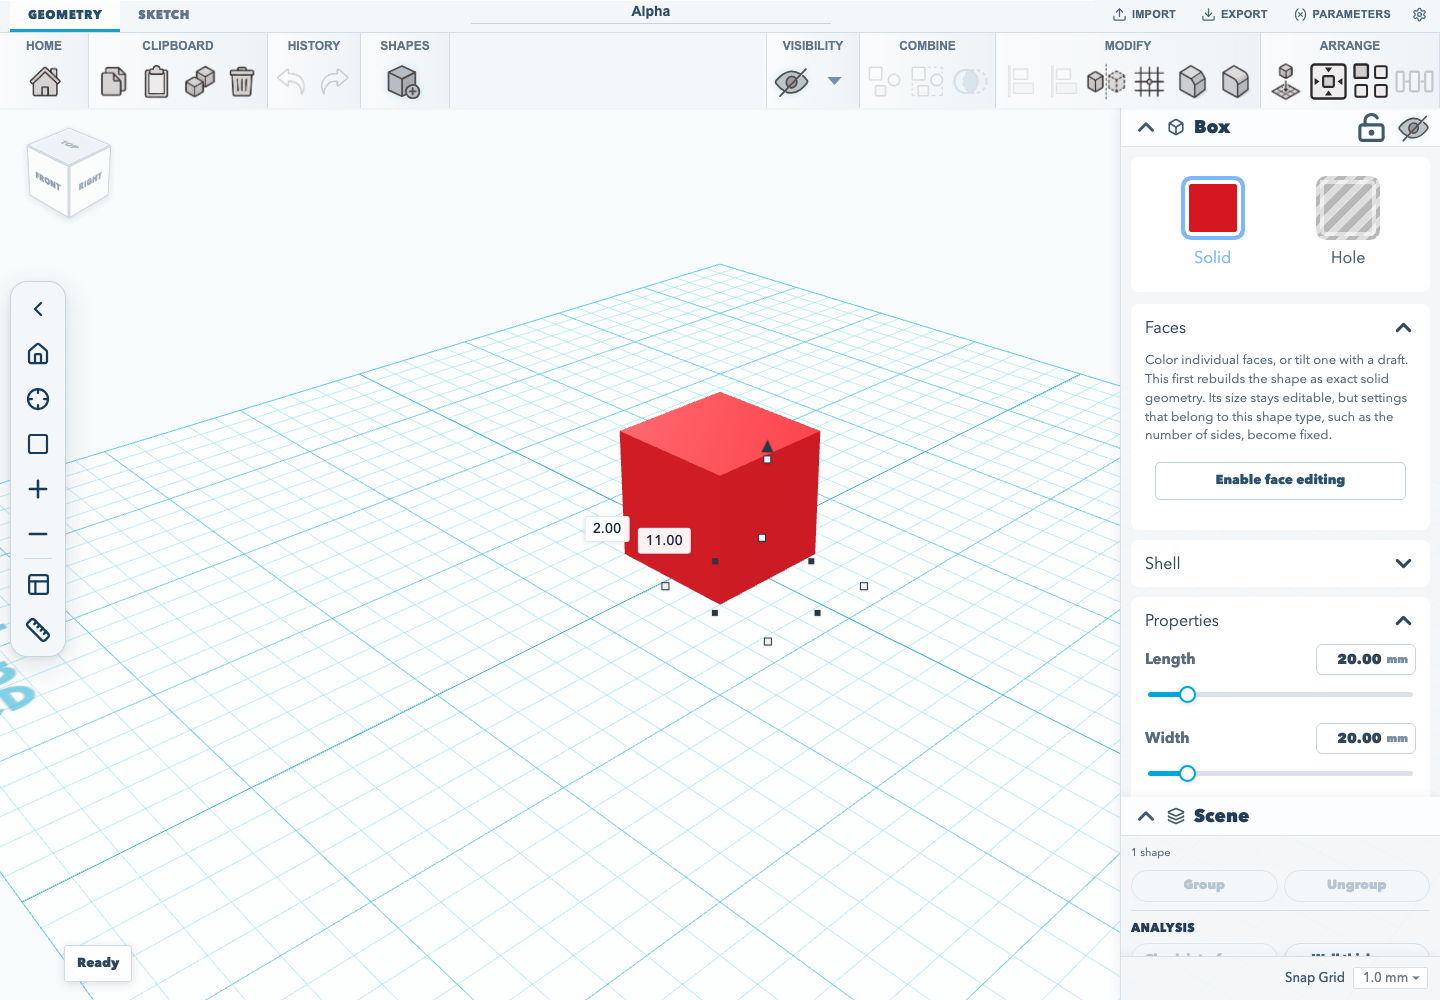 GEOMETRY
SKETCH
Alpha
IMPORT
EXPORT
(x) PARAMETERS
HOME
CLIPBOARD
HISTORY
SHAPES
VISIBILITY
COMBINE
MODIFY
ARRANGE
TOP
FRONT
RIGHT
Box
Solid
Hole
Faces
Color individual faces, or tilt one with a draft.
This first rebuilds the shape as exact solid
geometry. Its size stays editable, but settings
that belong to this shape type, such as the
number of sides, become fixed.
Enable face editing
2.00
11.00
Shell
Properties
Length
20.00 mm
Width
20.00 mm
Scene
1 shape
Group
Ungroup
ANALYSIS
Ready
Snap Grid
1.0 mm